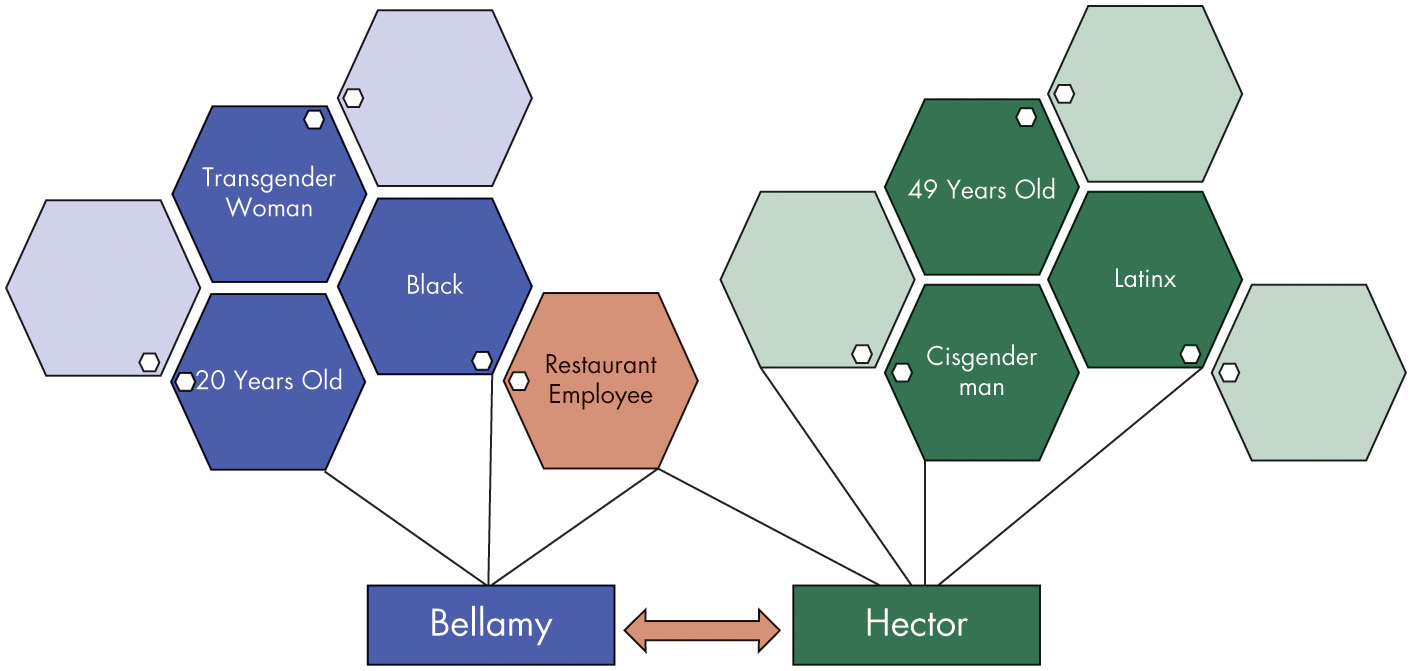 Transgender
Woman
Black
20 Years Old
Restaurant
Employee
49 Years Old
Latinx
Cisgender
man
Bellamy
Hector